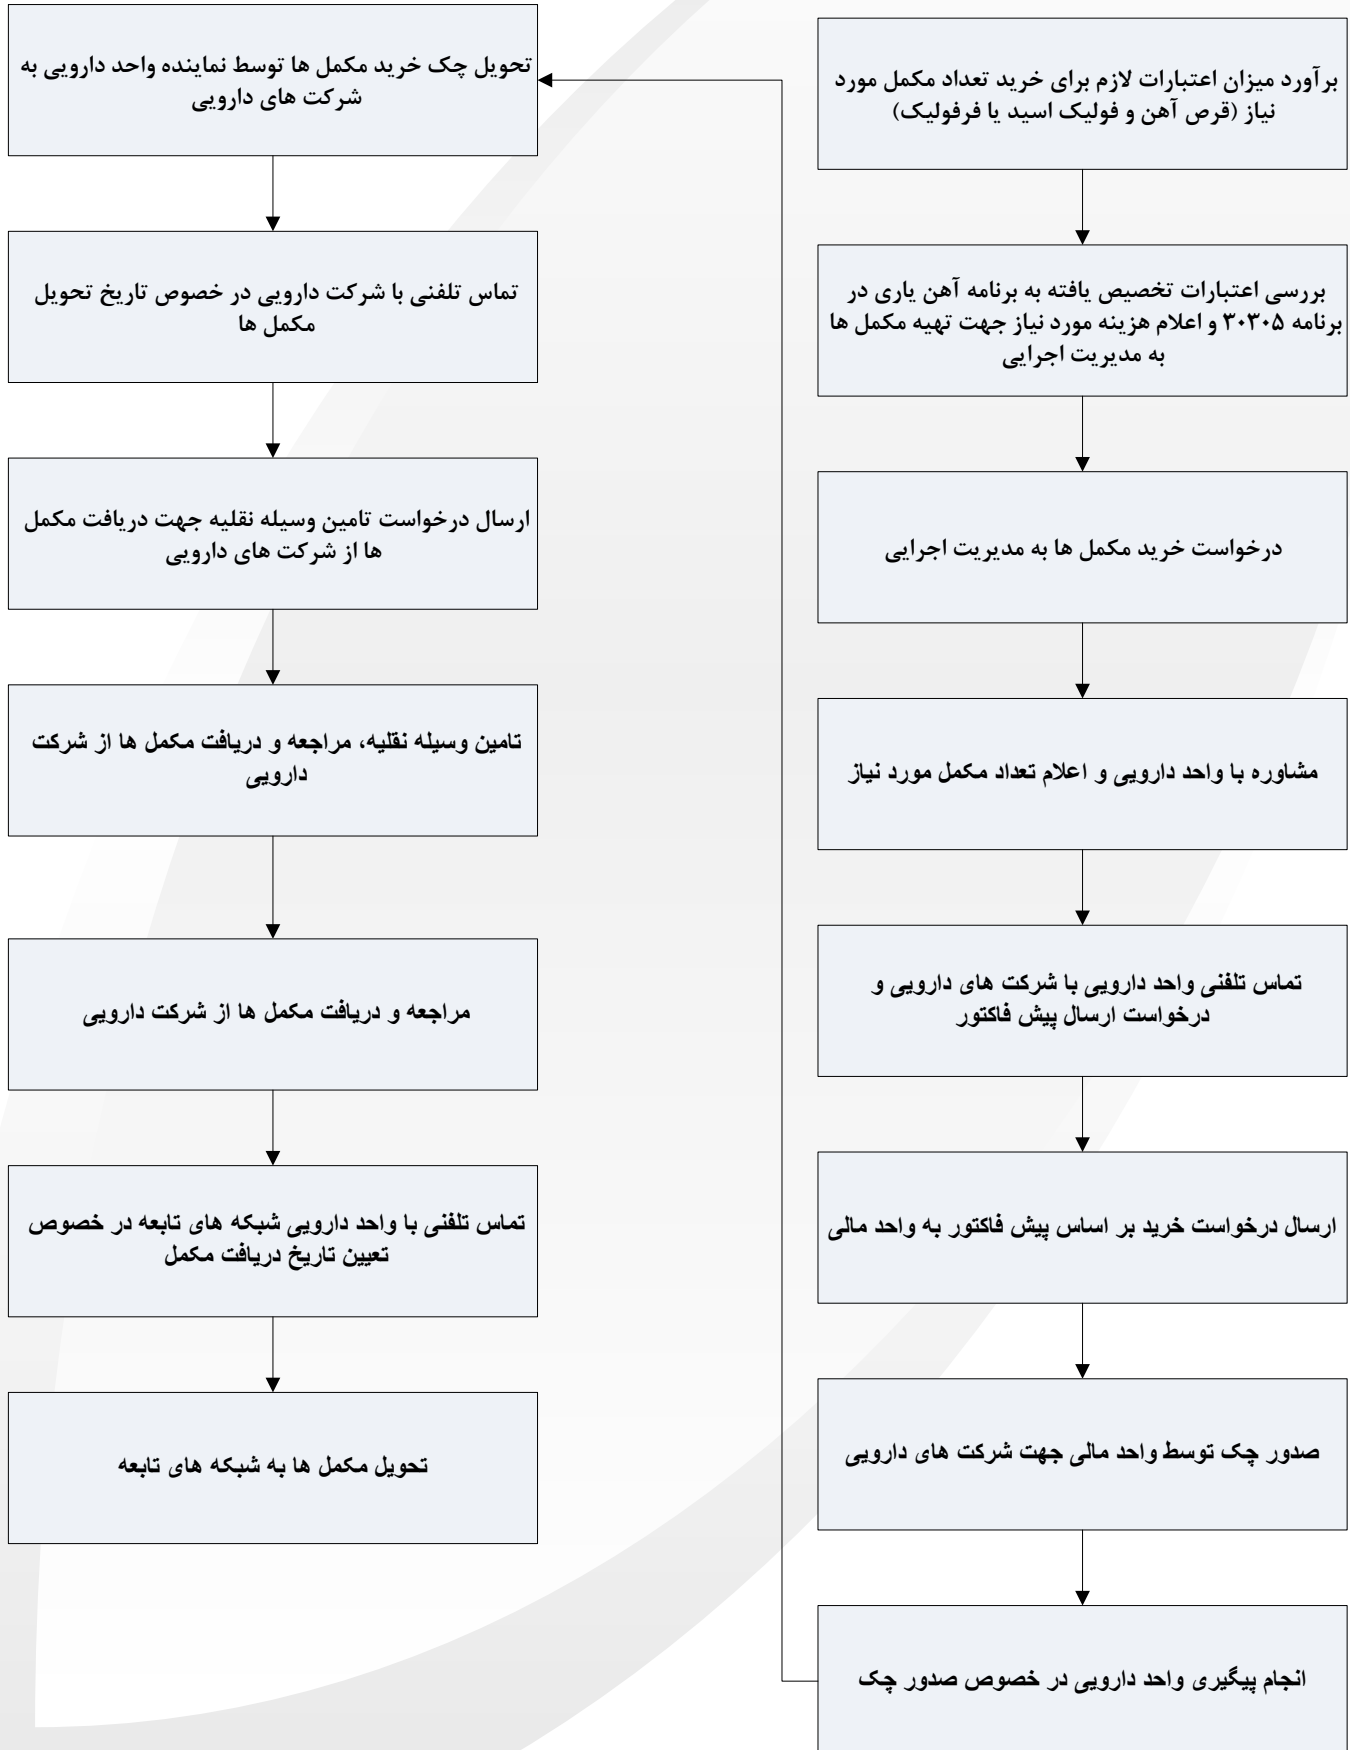 برآورد میزان اعتبارات لازم برای خرید تعداد مکمل مورد
نیاز (قرص آهن و فولیک اسید یا فرفولیک)
بررسی اعتبارات تخصیص یافته به برنامه آهن یاری در
برنامه ۳۰۳۰۵ و اعلام هزینه مورد نیاز جهت تهیه مکمل ها
به مدیریت اجرایی
درخواست خرید مکمل ها به مدیریت اجرایی
مشاوره با واحد دارویی و اعلام تعداد مکمل مورد نیاز
تماس تلفنی واحد دارویی با شرکت های دارویی و
درخواست ارسال پیش فاکتور
ارسال درخواست خرید بر اساس پیش فاکتور به واحد مالی
صدور چک توسط واحد مالی جهت شرکت های دارویی
انجام پیگیری واحد دارویی در خصوص صدور چک
تحویل چک خرید مکمل ها توسط نماینده واحد دارویی به
شرکت های دارویی
تماس تلفنی با شرکت دارویی در خصوص تاریخ تحویل
مکمل ها
ارسال درخواست تامین وسیله نقلیه جهت دریافت مکمل
ها از شرکت های دارویی
تامین وسیله نقلیه، مراجعه و دریافت مکمل ها از شرکت
دارویی
مراجعه و دریافت مکمل ها از شرکت دارویی
تماس تلفنی با واحد دارویی شبکه های تابعه در خصوص
تعیین تاریخ دریافت مکمل
تحویل مکمل ها به شبکه های تابعه